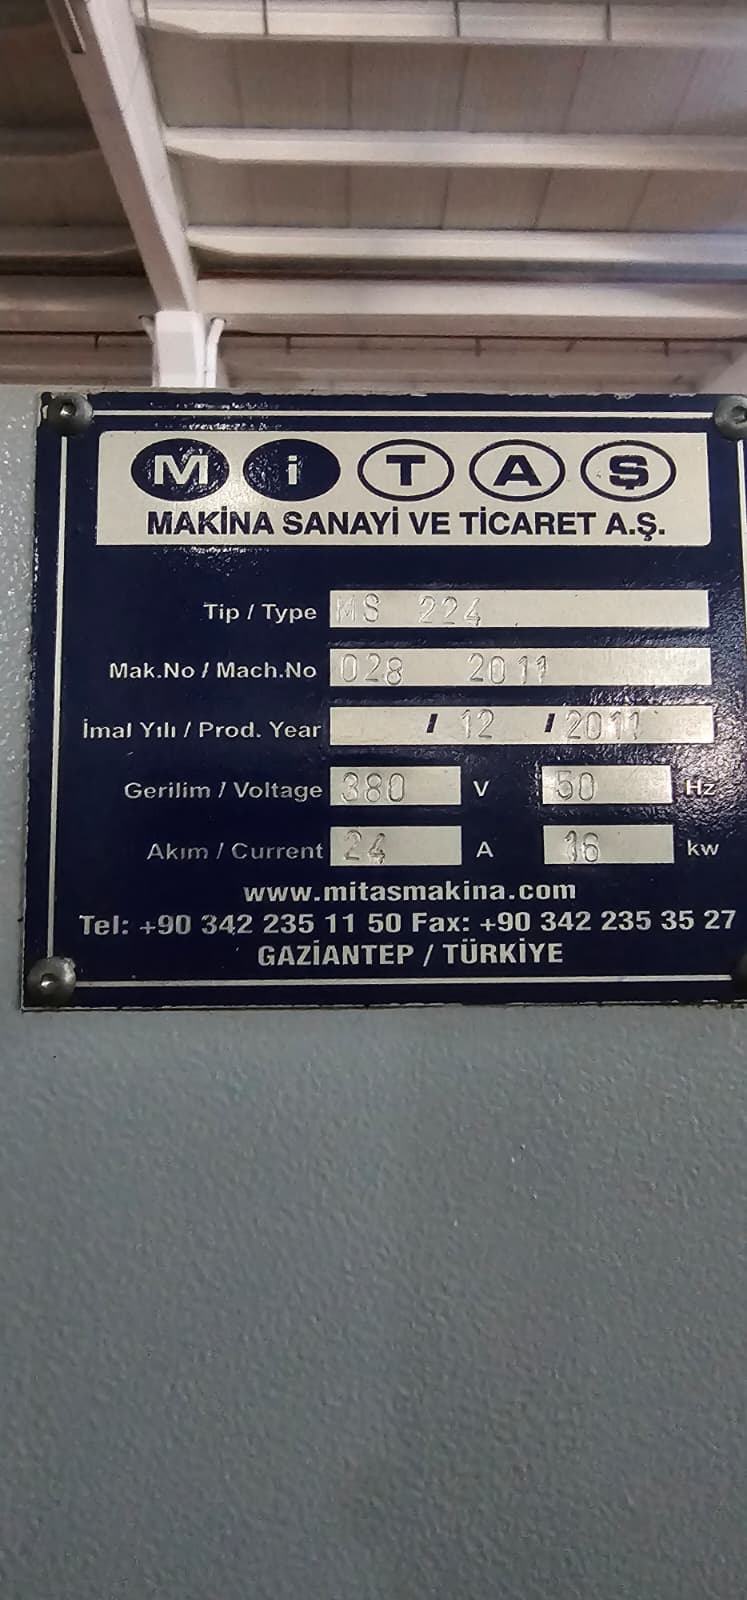 MiTAŞ
MAKİNA SANAYİ VE TİCARET A.Ş.
Tip / Type MS 224
Mak.No / Mach.No 028 2011
İmal Yılı / Prod. Year / 12 / 2011
Gerilim / Voltage 380 V 50 Hz
Akım / Current 24 A 16 kw
www.mitasmakina.com
Tel: +90 342 235 11 50 Fax: +90 342 235 35 27
GAZİANTEP / TÜRKİYE